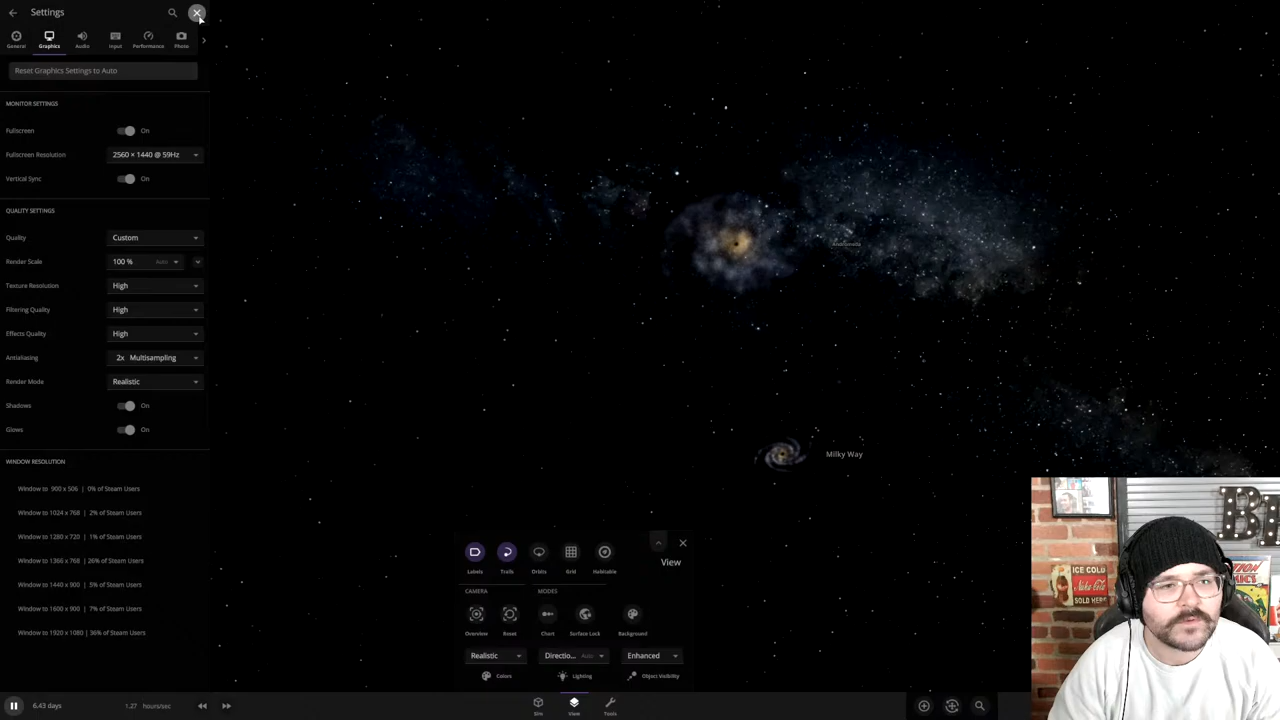 Settings
General
Graphics
Audio
Input
Performance
Photo
Reset Graphics Settings to Auto
MONITOR SETTINGS
Fullscreen
On
Fullscreen Resolution
2560 × 1440 @ 59Hz
Vertical Sync
On
QUALITY SETTINGS
Quality
Custom
Render Scale
100 %
Auto
Texture Resolution
High
Filtering Quality
High
Effects Quality
High
Antialiasing
2x Multisampling
Render Mode
Realistic
Shadows
On
Glows
On
WINDOW RESOLUTION
Window to 900 x 506 | 0% of Steam Users
Window to 1024 x 768 | 2% of Steam Users
Window to 1280 x 720 | 1% of Steam Users
Window to 1366 x 768 | 26% of Steam Users
Window to 1440 x 900 | 5% of Steam Users
Window to 1600 x 900 | 7% of Steam Users
Window to 1920 x 1080 | 36% of Steam Users
Andromeda
Milky Way
View
Labels
Trails
Orbits
Grid
Habitable
CAMERA
MODES
Overview
Reset
Chart
Surface Lock
Background
Realistic
Directio...
Auto
Enhanced
Colors
Lighting
Object Visibility
6.43 days
1.27 hours/sec
Sim
View
Tools
ICE COLD
Nuka-Cola
SOLD HERE